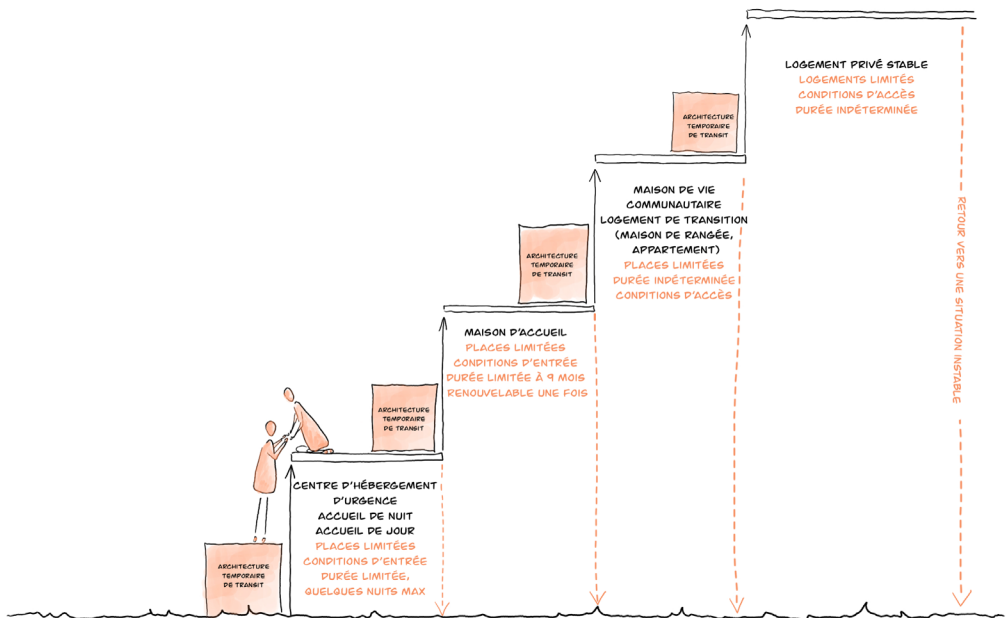 LOGEMENT PRIVÉ STABLE
LOGEMENTS LIMITÉS
CONDITIONS D'ACCÈS
DURÉE INDÉTERMINÉE
ARCHITECTURE
TEMPORAIRE
DE TRANSIT
MAISON DE VIE
COMMUNAUTAIRE
LOGEMENT DE TRANSITION
(MAISON DE RANGÉE,
APPARTEMENT)
PLACES LIMITÉES
DURÉE INDÉTERMINÉE
CONDITIONS D'ACCÈS
RETOUR VERS UNE SITUATION INSTABLE
ARCHITECTURE
TEMPORAIRE
DE TRANSIT
MAISON D'ACCUEIL
PLACES LIMITÉES
CONDITIONS D'ENTRÉE
DURÉE LIMITÉE À 9 MOIS
RENOUVELABLE UNE FOIS
ARCHITECTURE
TEMPORAIRE
DE TRANSIT
CENTRE D'HÉBERGEMENT
D'URGENCE
ACCUEIL DE NUIT
ACCUEIL DE JOUR
PLACES LIMITÉES
CONDITIONS D'ENTRÉE
DURÉE LIMITÉE,
QUELQUES NUITS MAX
ARCHITECTURE
TEMPORAIRE
DE TRANSIT